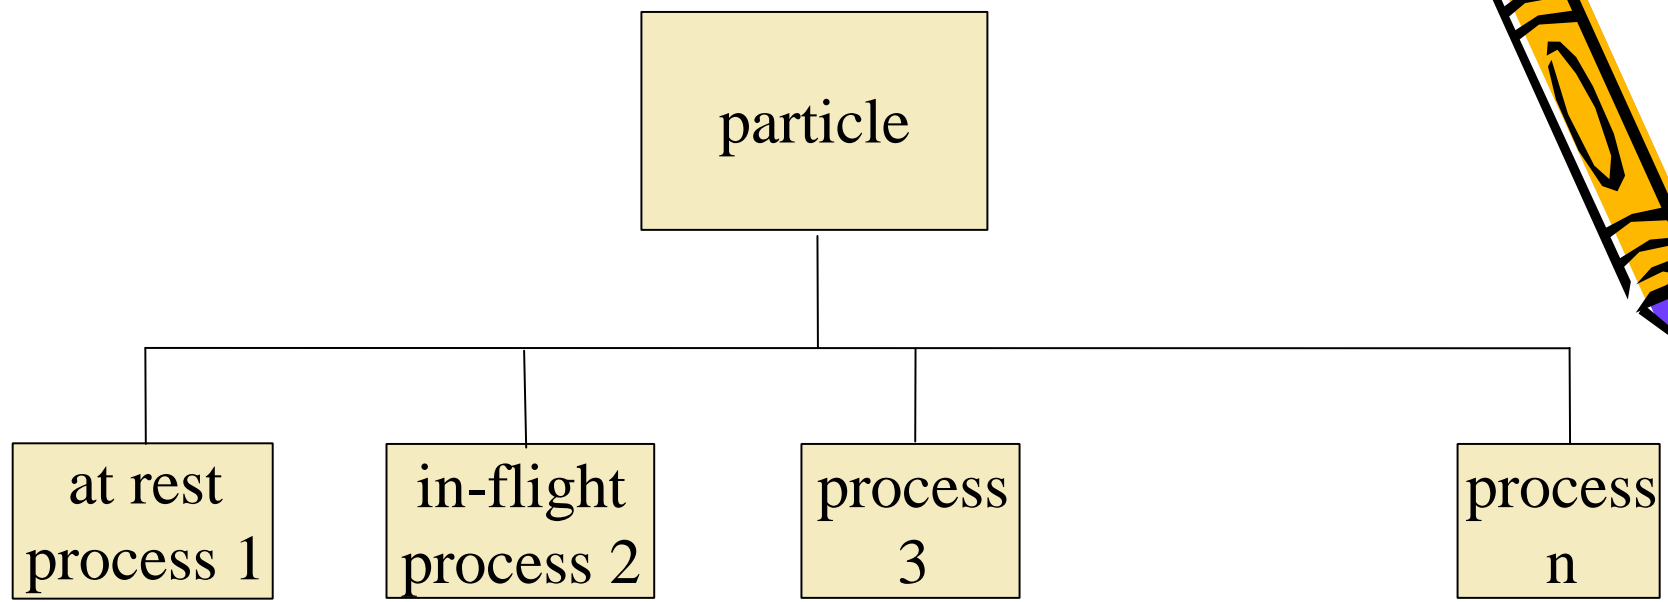 particle
at rest
process 1
in-flight
process 2
process
3
process
n